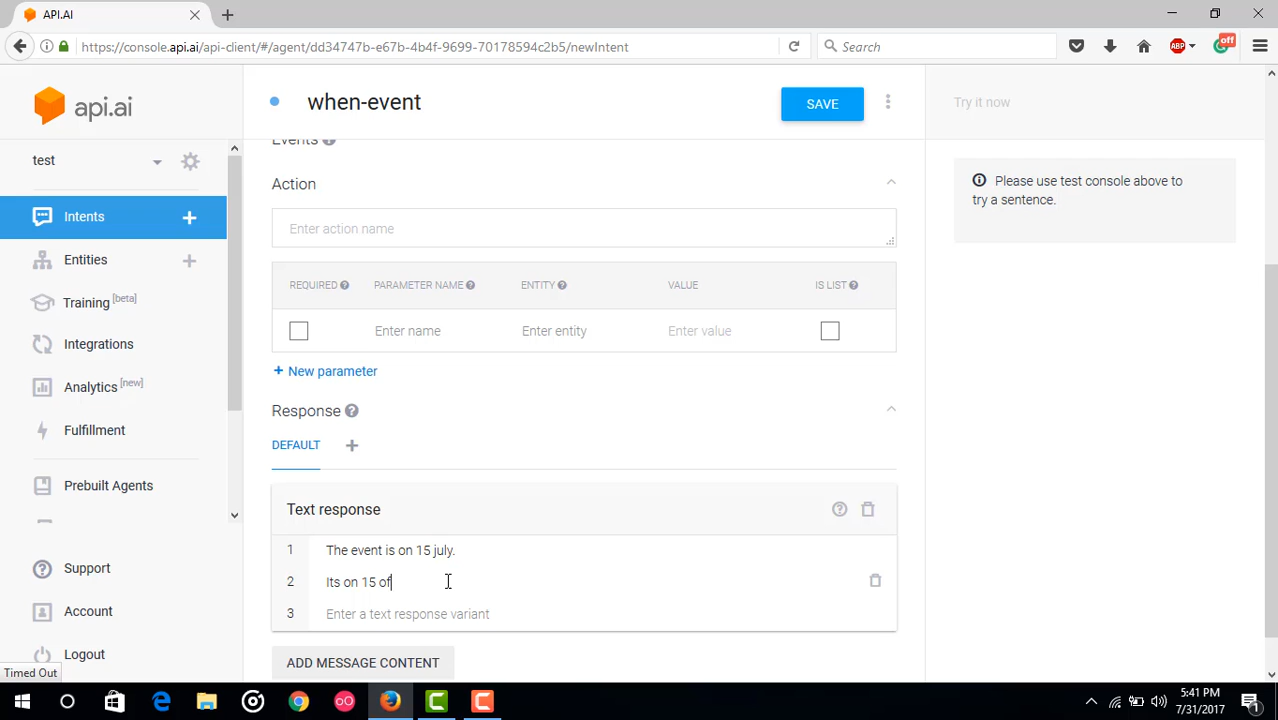 API.AI
https://console.api.ai/api-client/#/agent/dd34747b-e67b-4b4f-9699-7017854c2b5/newIntent
Search
ABP
off
api.ai
test
Intents
Entities
Training [beta]
Integrations
Analytics [new]
Fulfillment
Prebuilt Agents
Support
Account
Logout
Timed Out
when-event
SAVE
Events
Action
Enter action name
REQUIRED
PARAMETER NAME
ENTITY
VALUE
IS LIST
Enter name
Enter entity
Enter value
+ New parameter
Response
DEFAULT
Text response
1 The event is on 15 july.
2 Its on 15 of
3 Enter a text response variant
ADD MESSAGE CONTENT
Try it now
Please use test console above to
try a sentence.
5:41 PM
7/31/2017